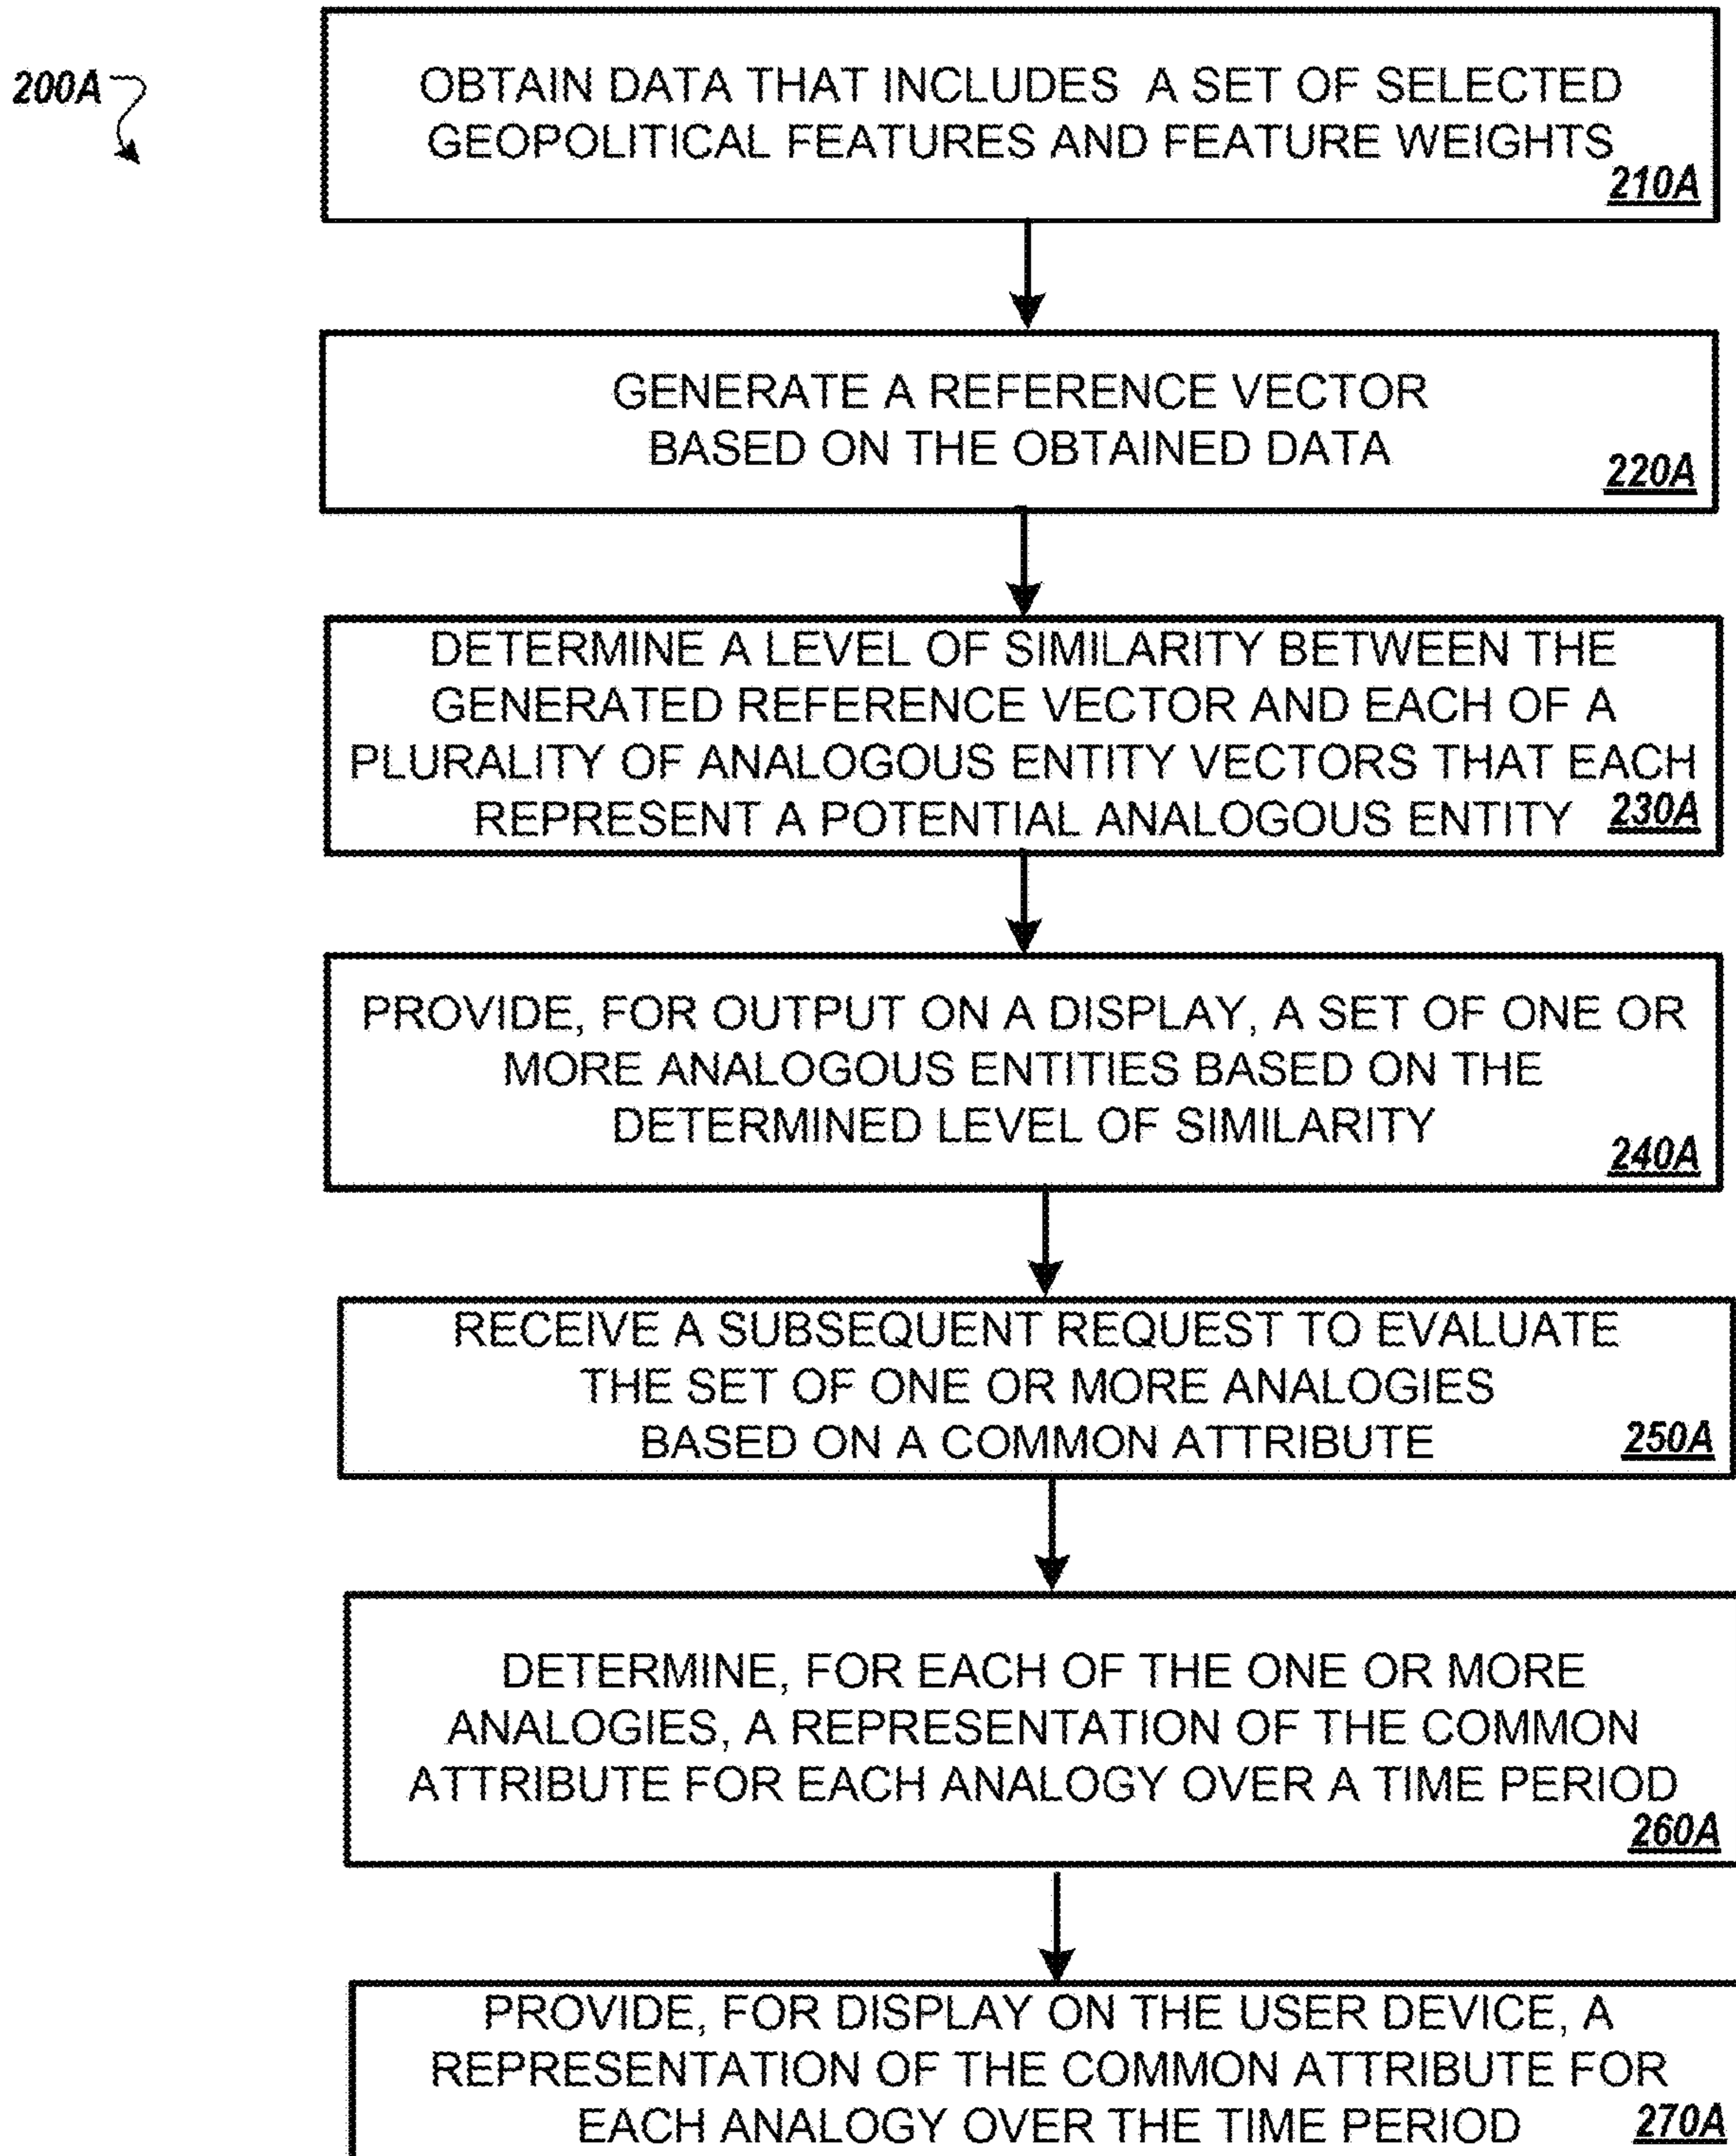 200A
OBTAIN DATA THAT INCLUDES A SET OF SELECTED
GEOPOLITICAL FEATURES AND FEATURE WEIGHTS
210A
GENERATE A REFERENCE VECTOR
BASED ON THE OBTAINED DATA
220A
DETERMINE A LEVEL OF SIMILARITY BETWEEN THE
GENERATED REFERENCE VECTOR AND EACH OF A
PLURALITY OF ANALOGOUS ENTITY VECTORS THAT EACH
REPRESENT A POTENTIAL ANALOGOUS ENTITY 230A
PROVIDE, FOR OUTPUT ON A DISPLAY, A SET OF ONE OR
MORE ANALOGOUS ENTITIES BASED ON THE
DETERMINED LEVEL OF SIMILARITY
240A
RECEIVE A SUBSEQUENT REQUEST TO EVALUATE
THE SET OF ONE OR MORE ANALOGIES
BASED ON A COMMON ATTRIBUTE 250A
DETERMINE, FOR EACH OF THE ONE OR MORE
ANALOGIES, A REPRESENTATION OF THE COMMON
ATTRIBUTE FOR EACH ANALOGY OVER A TIME PERIOD
260A
PROVIDE, FOR DISPLAY ON THE USER DEVICE, A
REPRESENTATION OF THE COMMON ATTRIBUTE FOR
EACH ANALOGY OVER THE TIME PERIOD 270A